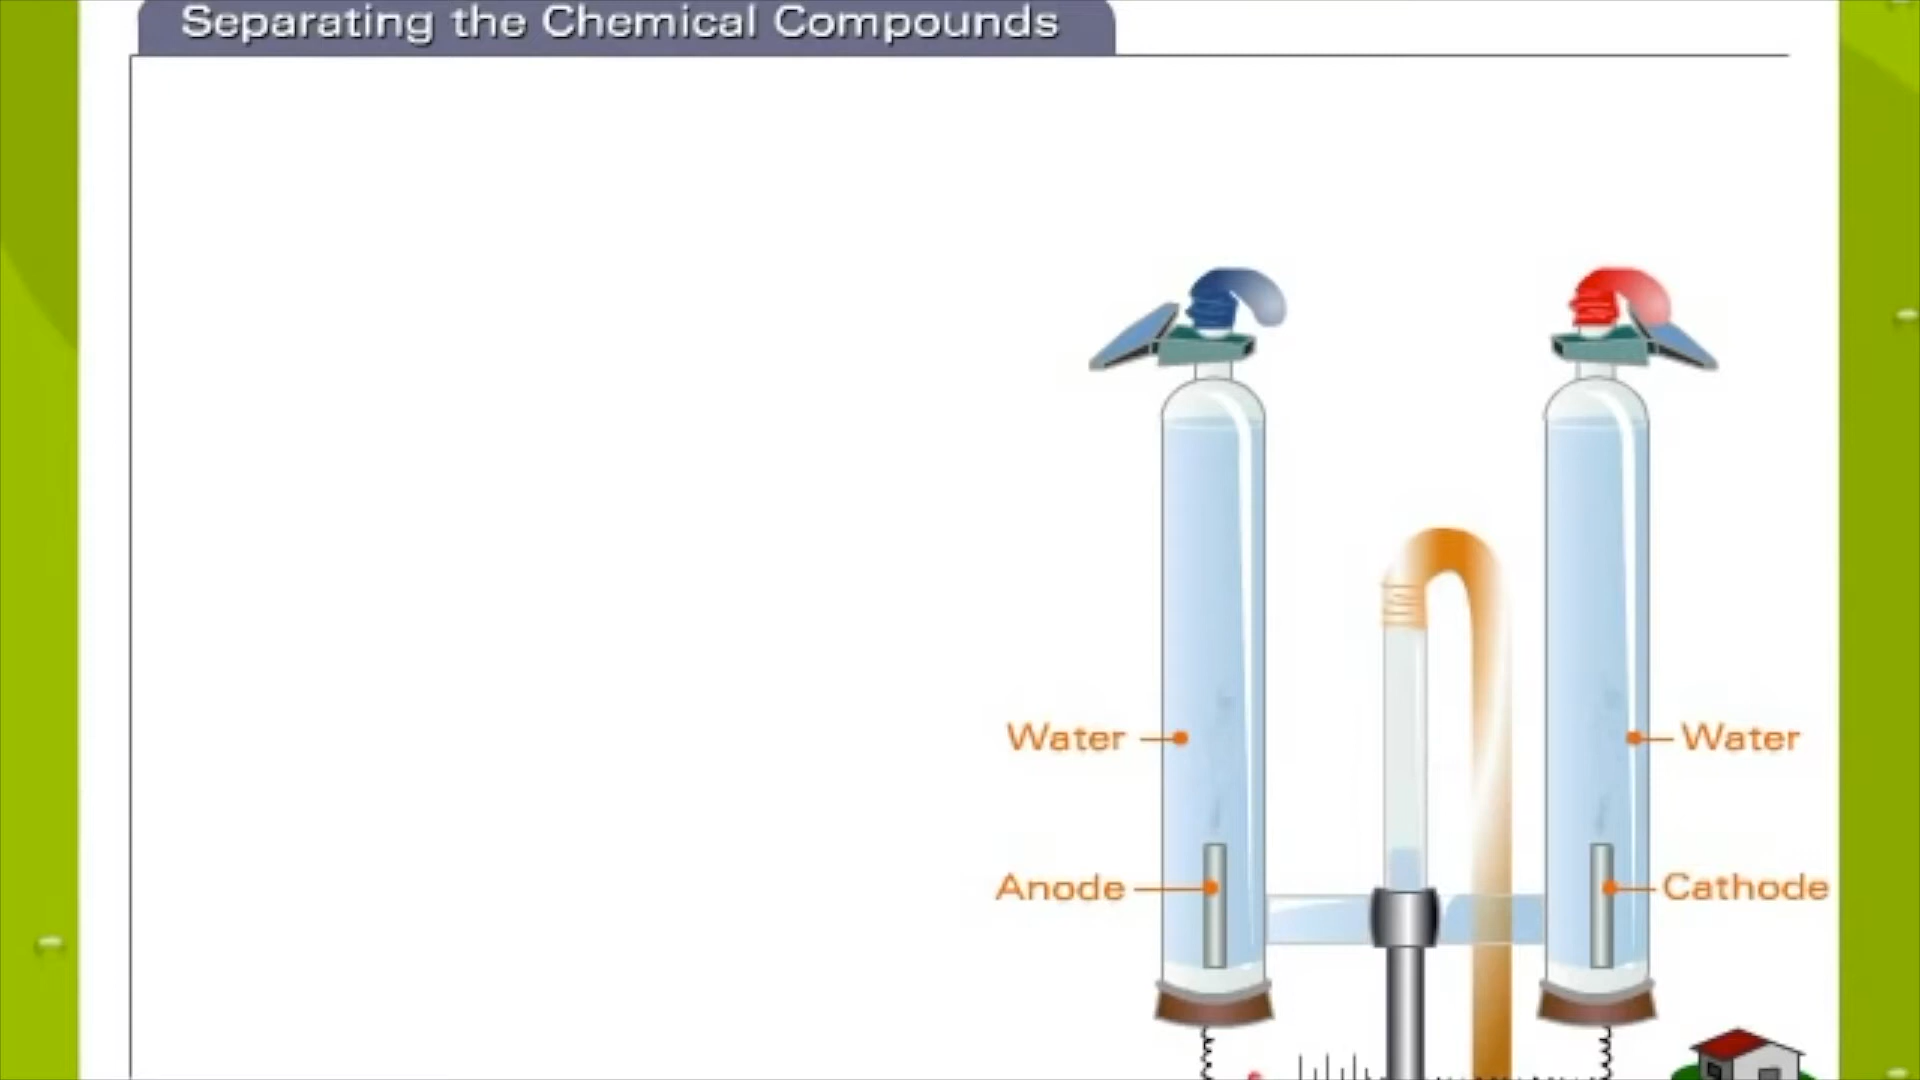 Separating the Chemical Compounds
Water
Water
Anode
Cathode